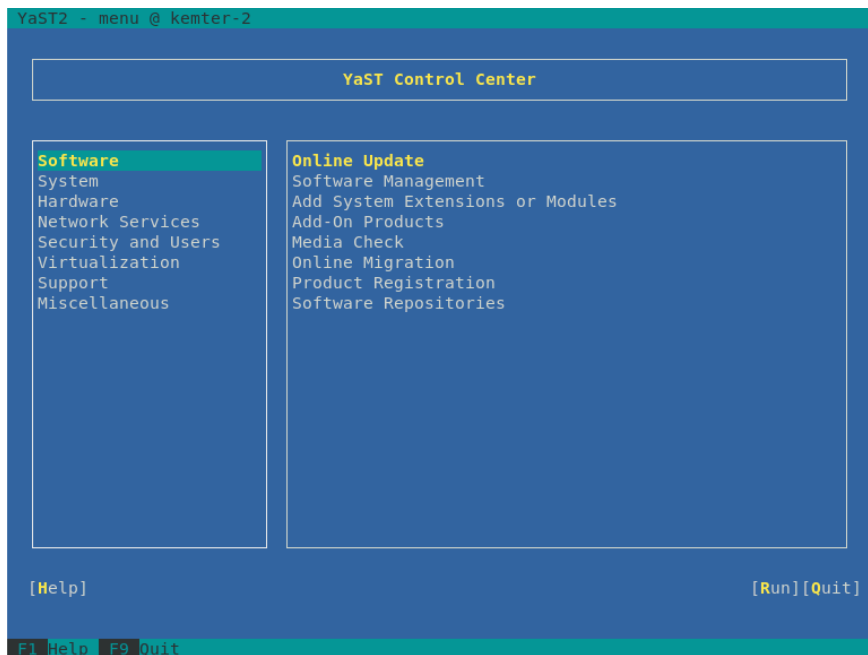 YaST2 - menu @ kemter-2
YaST Control Center
Software
System
Hardware
Network Services
Security and Users
Virtualization
Support
Miscellaneous
Online Update
Software Management
Add System Extensions or Modules
Add-On Products
Media Check
Online Migration
Product Registration
Software Repositories
[Help] [Run][Quit]
F1 Help F9 Quit